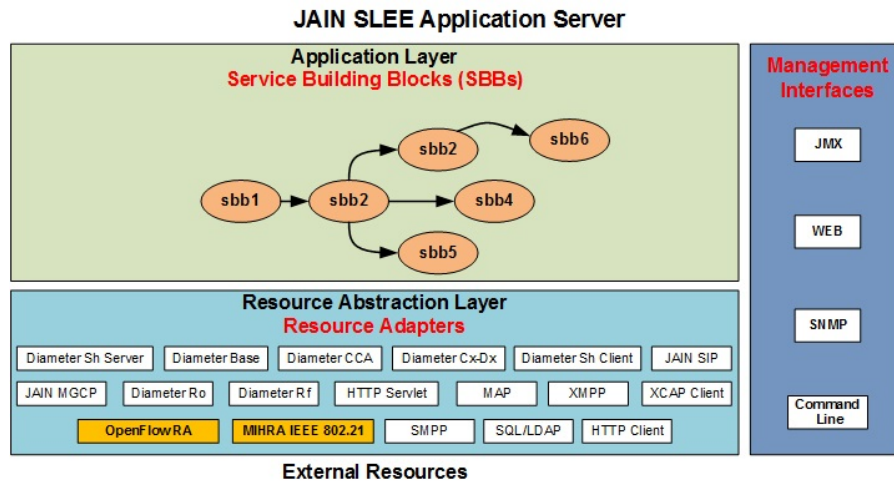 JAIN SLEE Application Server
Application Layer
Service Building Blocks (SBBs)
sbb2
sbb6
sbb1
sbb2
sbb4
sbb5
Resource Abstraction Layer
Resource Adapters
Diameter Sh Server
Diameter Base
Diameter CCA
Diameter Cx-Dx
Diameter Sh Client
JAIN SIP
JAIN MGCP
Diameter Ro
Diameter Rf
HTTP Servlet
MAP
XMPP
XCAP Client
OpenFlowRA
MIHRA IEEE 802.21
SMPP
SQL/LDAP
HTTP Client
External Resources
Management
Interfaces
JMX
WEB
SNMP
Command
Line